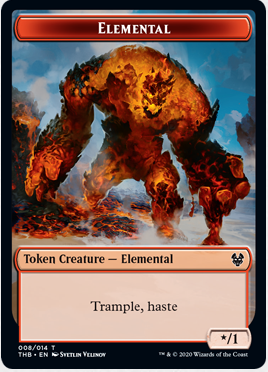 ELEMENTAL
Token Creature — Elemental
Trample, haste
*/1
008/014 T
THB • EN SVETLIN VELINOV
™ & © 2020 Wizards of the Coast